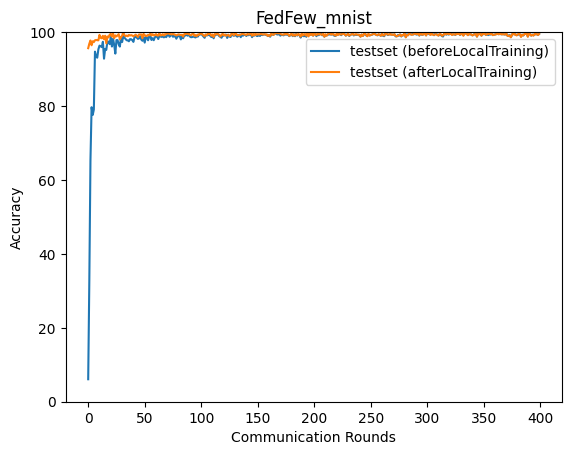 FedFew_mnist
testset (beforeLocalTraining)
testset (afterLocalTraining)
Accuracy
100
80
60
40
20
0
0 50 100 150 200 250 300 350 400
Communication Rounds